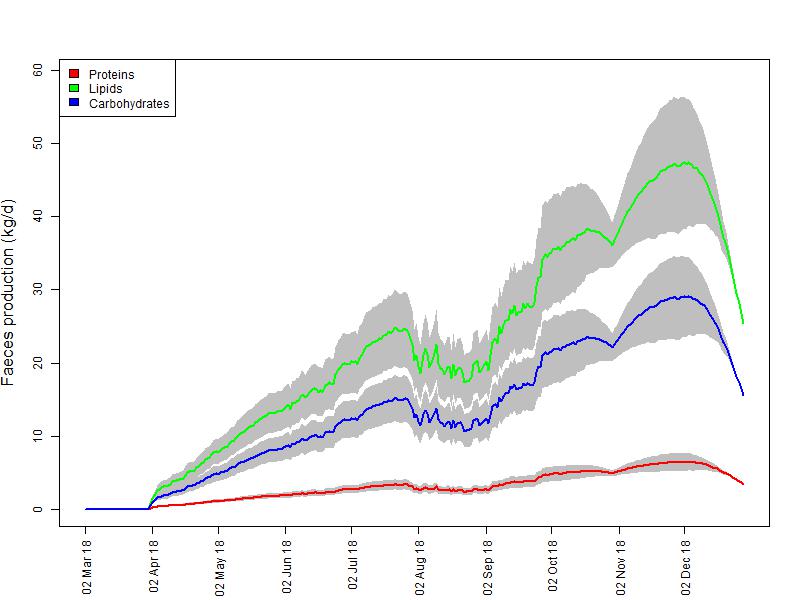 Proteins
Lipids
Carbohydrates
Faeces production (kg/d)
60
50
40
30
20
10
0
02 Mar 18
02 Apr 18
02 May 18
02 Jun 18
02 Jul 18
02 Aug 18
02 Sep 18
02 Oct 18
02 Nov 18
02 Dec 18